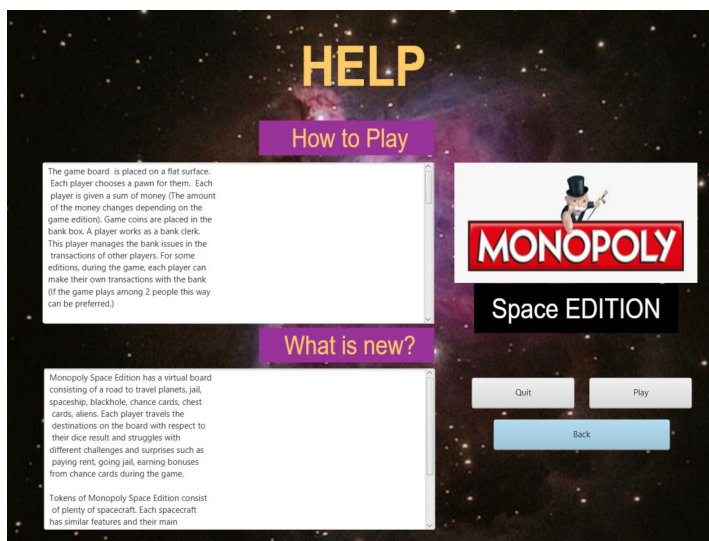 HELP
How to Play
The game board  is placed on a flat surface.
Each player chooses a pawn for them.  Each
player is given a sum of money (The amount
of the money changes depending on the
game edition). Game coins are placed in the
bank box. A player works as a bank clerk.
This player manages the bank issues in the
transactions of other players. For some
editions, during the game, each player can
make their own transactions with the bank
(If the game plays among 2 people this way
can be preferred.)
MONOPOLY
Space EDITION
What is new?
Monopoly Space Edition has a virtual board
consisting of a road to travel planets, jail,
spaceship, blackhole, chance cards, chest
cards, aliens. Each player travels the
destinations on the board with respect to
their dice result and struggles with
different challenges and surprises such as
paying rent, going jail, earning bonuses
from chance cards during the game.
Tokens of Monopoly Space Edition consist
of plenty of spacecraft. Each spacecraft
has similar features and their main
Quit
Play
Back